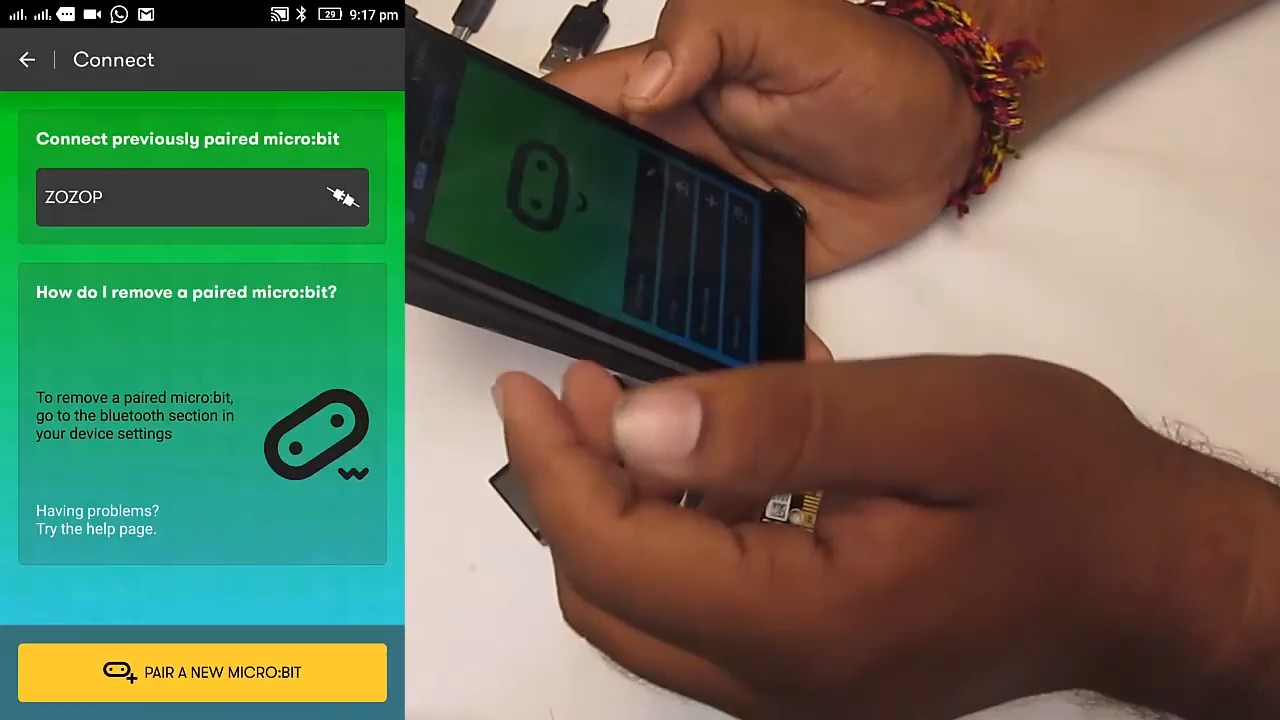 29 9:17 pm
Connect
Connect previously paired micro:bit
ZOZOP
How do I remove a paired micro:bit?
To remove a paired micro:bit,
go to the bluetooth section in
your device settings
Having problems?
Try the help page.
PAIR A NEW MICRO:BIT